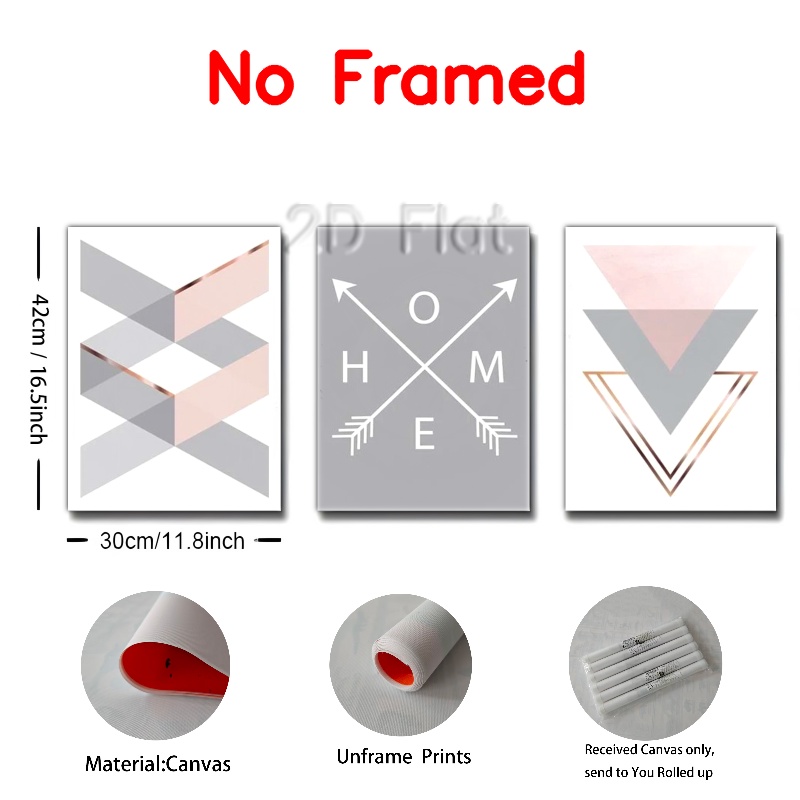 No Framed
2.D Flat
42cm / 16.5inch
O
H M
E
30cm/11.8inch
Material:Canvas
Unframe Prints
Received Canvas only,
send to You Rolled up